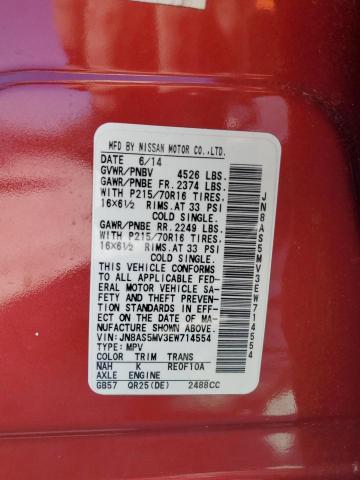 MFD BY NISSAN MOTOR CO.,LTD.
DATE 6/14
GVWR/PNBV 4526 LBS.
GAWR/PNBE FR. 2374 LBS.
WITH P215/70R16 TIRES.
16X6½ RIMS.AT 33 PSI
COLD SINGLE.
GAWR/PNBE RR. 2249 LBS.
WITH P215/70R16 TIRES.
16X6½ RIMS.AT 33 PSI
COLD SINGLE.
THIS VEHICLE CONFORMS
TO ALL APPLICABLE FED-
ERAL MOTOR VEHICLE SA-
FETY AND THEFT PREVEN-
TION STANDARDS IN EFF-
ECT ON THE DATE OF MA-
NUFACTURE SHOWN ABOVE.
VIN:JN8AS5MV3EW714554
TYPE: MPV
COLOR TRIM TRANS
NAH K RE0F10A
AXLE ENGINE
GB57 QR25(DE) 2488CC
JN8AS5MV3EW714554